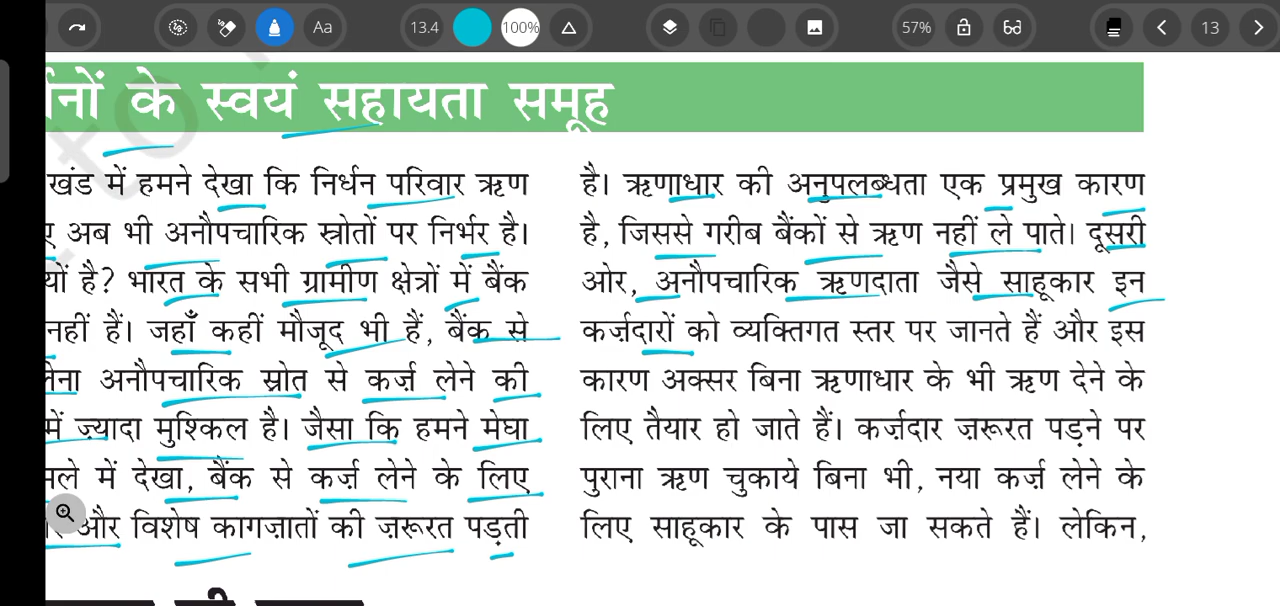 Aa 13.4 100% 57% 13
के स्वयं सहायता समूह
खंड में हमने देखा कि निर्धन परिवार ऋण
अब भी अनौपचारिक स्रोतों पर निर्भर है।
है? भारत के सभी ग्रामीण क्षेत्रों में बैंक
नहीं हैं। जहाँ कहीं मौजूद भी हैं, बैंक से
लेना अनौपचारिक स्रोत से कर्ज़ लेने की
में ज़्यादा मुश्किल है। जैसा कि हमने मेघा
में देखा, बैंक से कर्ज़ लेने के लिए
और विशेष कागज़ातों की ज़रूरत पड़ती
है। ऋणाधार की अनुपलब्धता एक प्रमुख कारण
है, जिससे गरीब बैंकों से ऋण नहीं ले पाते। दूसरी
ओर, अनौपचारिक ऋणदाता जैसे साहूकार इन
कर्ज़दारों को व्यक्तिगत स्तर पर जानते हैं और इस
कारण अक्सर बिना ऋणाधार के भी ऋण देने के
लिए तैयार हो जाते हैं। कर्ज़दार ज़रूरत पड़ने पर
पुराना ऋण चुकाये बिना भी, नया कर्ज़ लेने के
लिए साहूकार के पास जा सकते हैं। लेकिन,